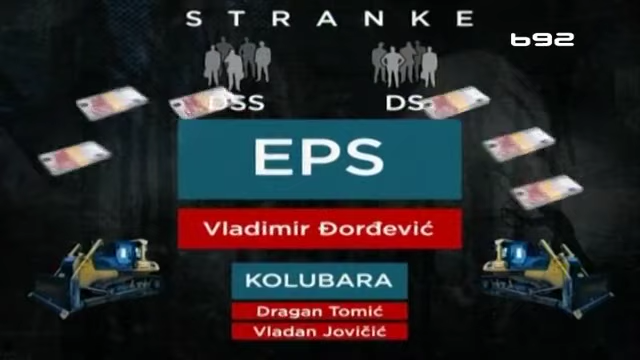 STRANKE
b92
DSS DS
EPS
Vladimir Đorđević
KOLUBARA
Dragan Tomić
Vladan Jovičić